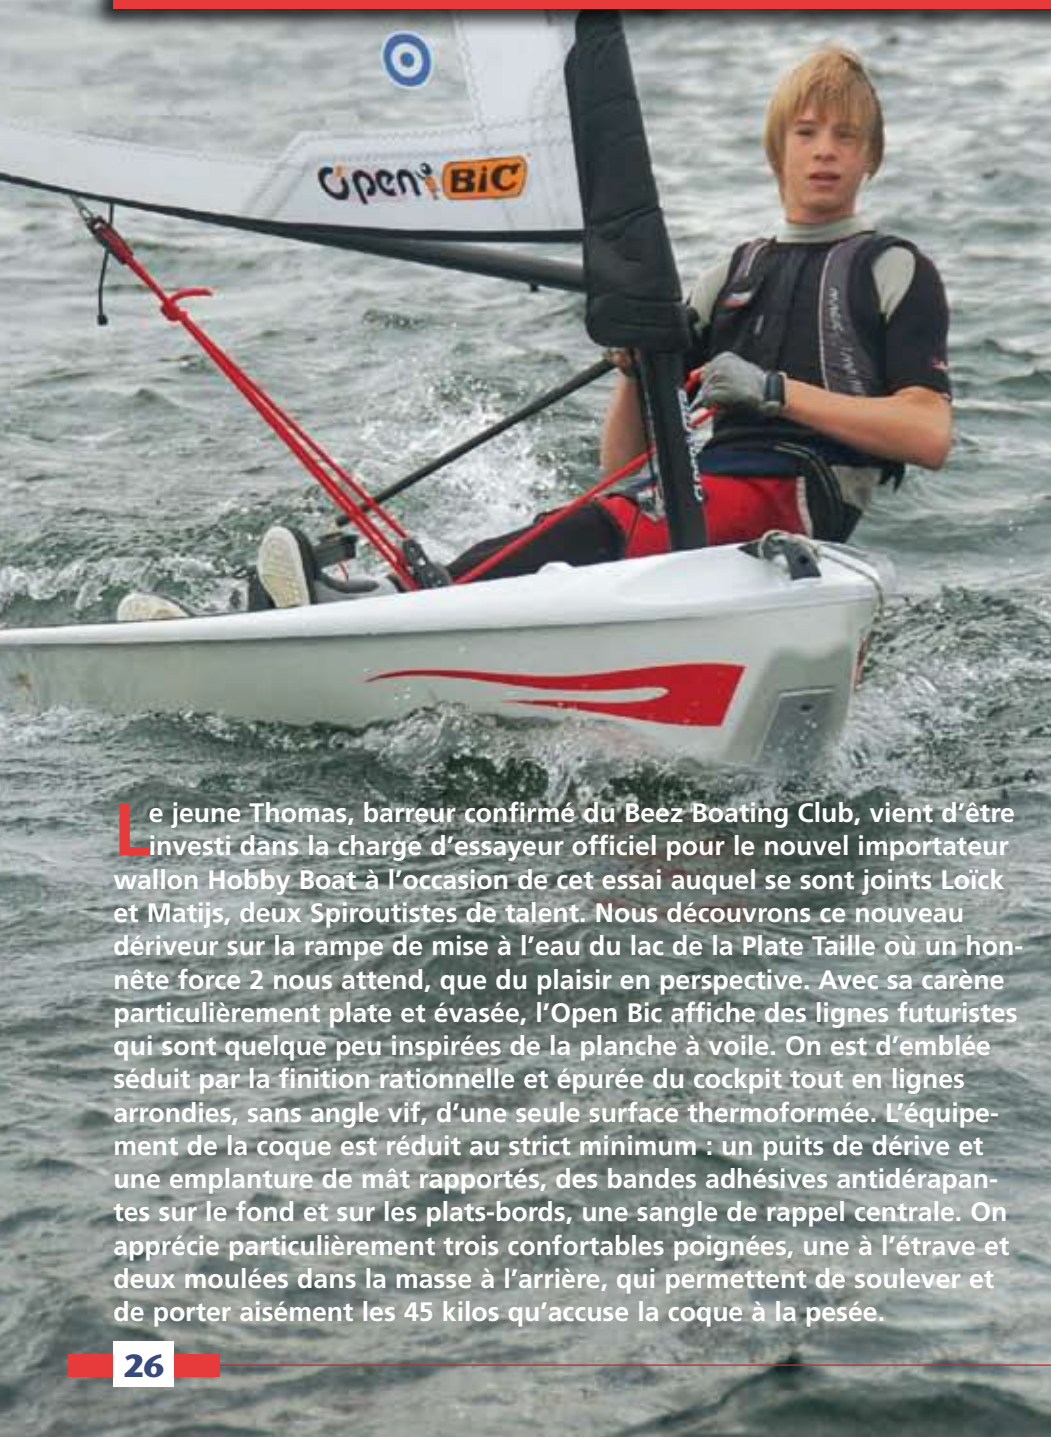 Open BIC
Le jeune Thomas, barreur confirmé du Beez Boating Club, vient d’être
investi dans la charge d’essayeur officiel pour le nouvel importateur
wallon Hobby Boat à l’occasion de cet essai auquel se sont joints Loïck
et Matijs, deux Spiroutistes de talent. Nous découvrons ce nouveau
dériveur sur la rampe de mise à l’eau du lac de la Plate Taille où un hon-
nête force 2 nous attend, que du plaisir en perspective. Avec sa carène
particulièrement plate et évasée, l’Open Bic affiche des lignes futuristes
qui sont quelque peu inspirées de la planche à voile. On est d’emblée
séduit par la finition rationnelle et épurée du cockpit tout en lignes
arrondies, sans angle vif, d’une seule surface thermoformée. L’équipe-
ment de la coque est réduit au strict minimum : un puits de dérive et
une emplanture de mât rapportés, des bandes adhésives antidérapan-
tes sur le fond et sur les plats-bords, une sangle de rappel centrale. On
apprécie particulièrement trois confortables poignées, une à l’étrave et
deux moulées dans la masse à l’arrière, qui permettent de soulever et
de porter aisément les 45 kilos qu’accuse la coque à la pesée.
26